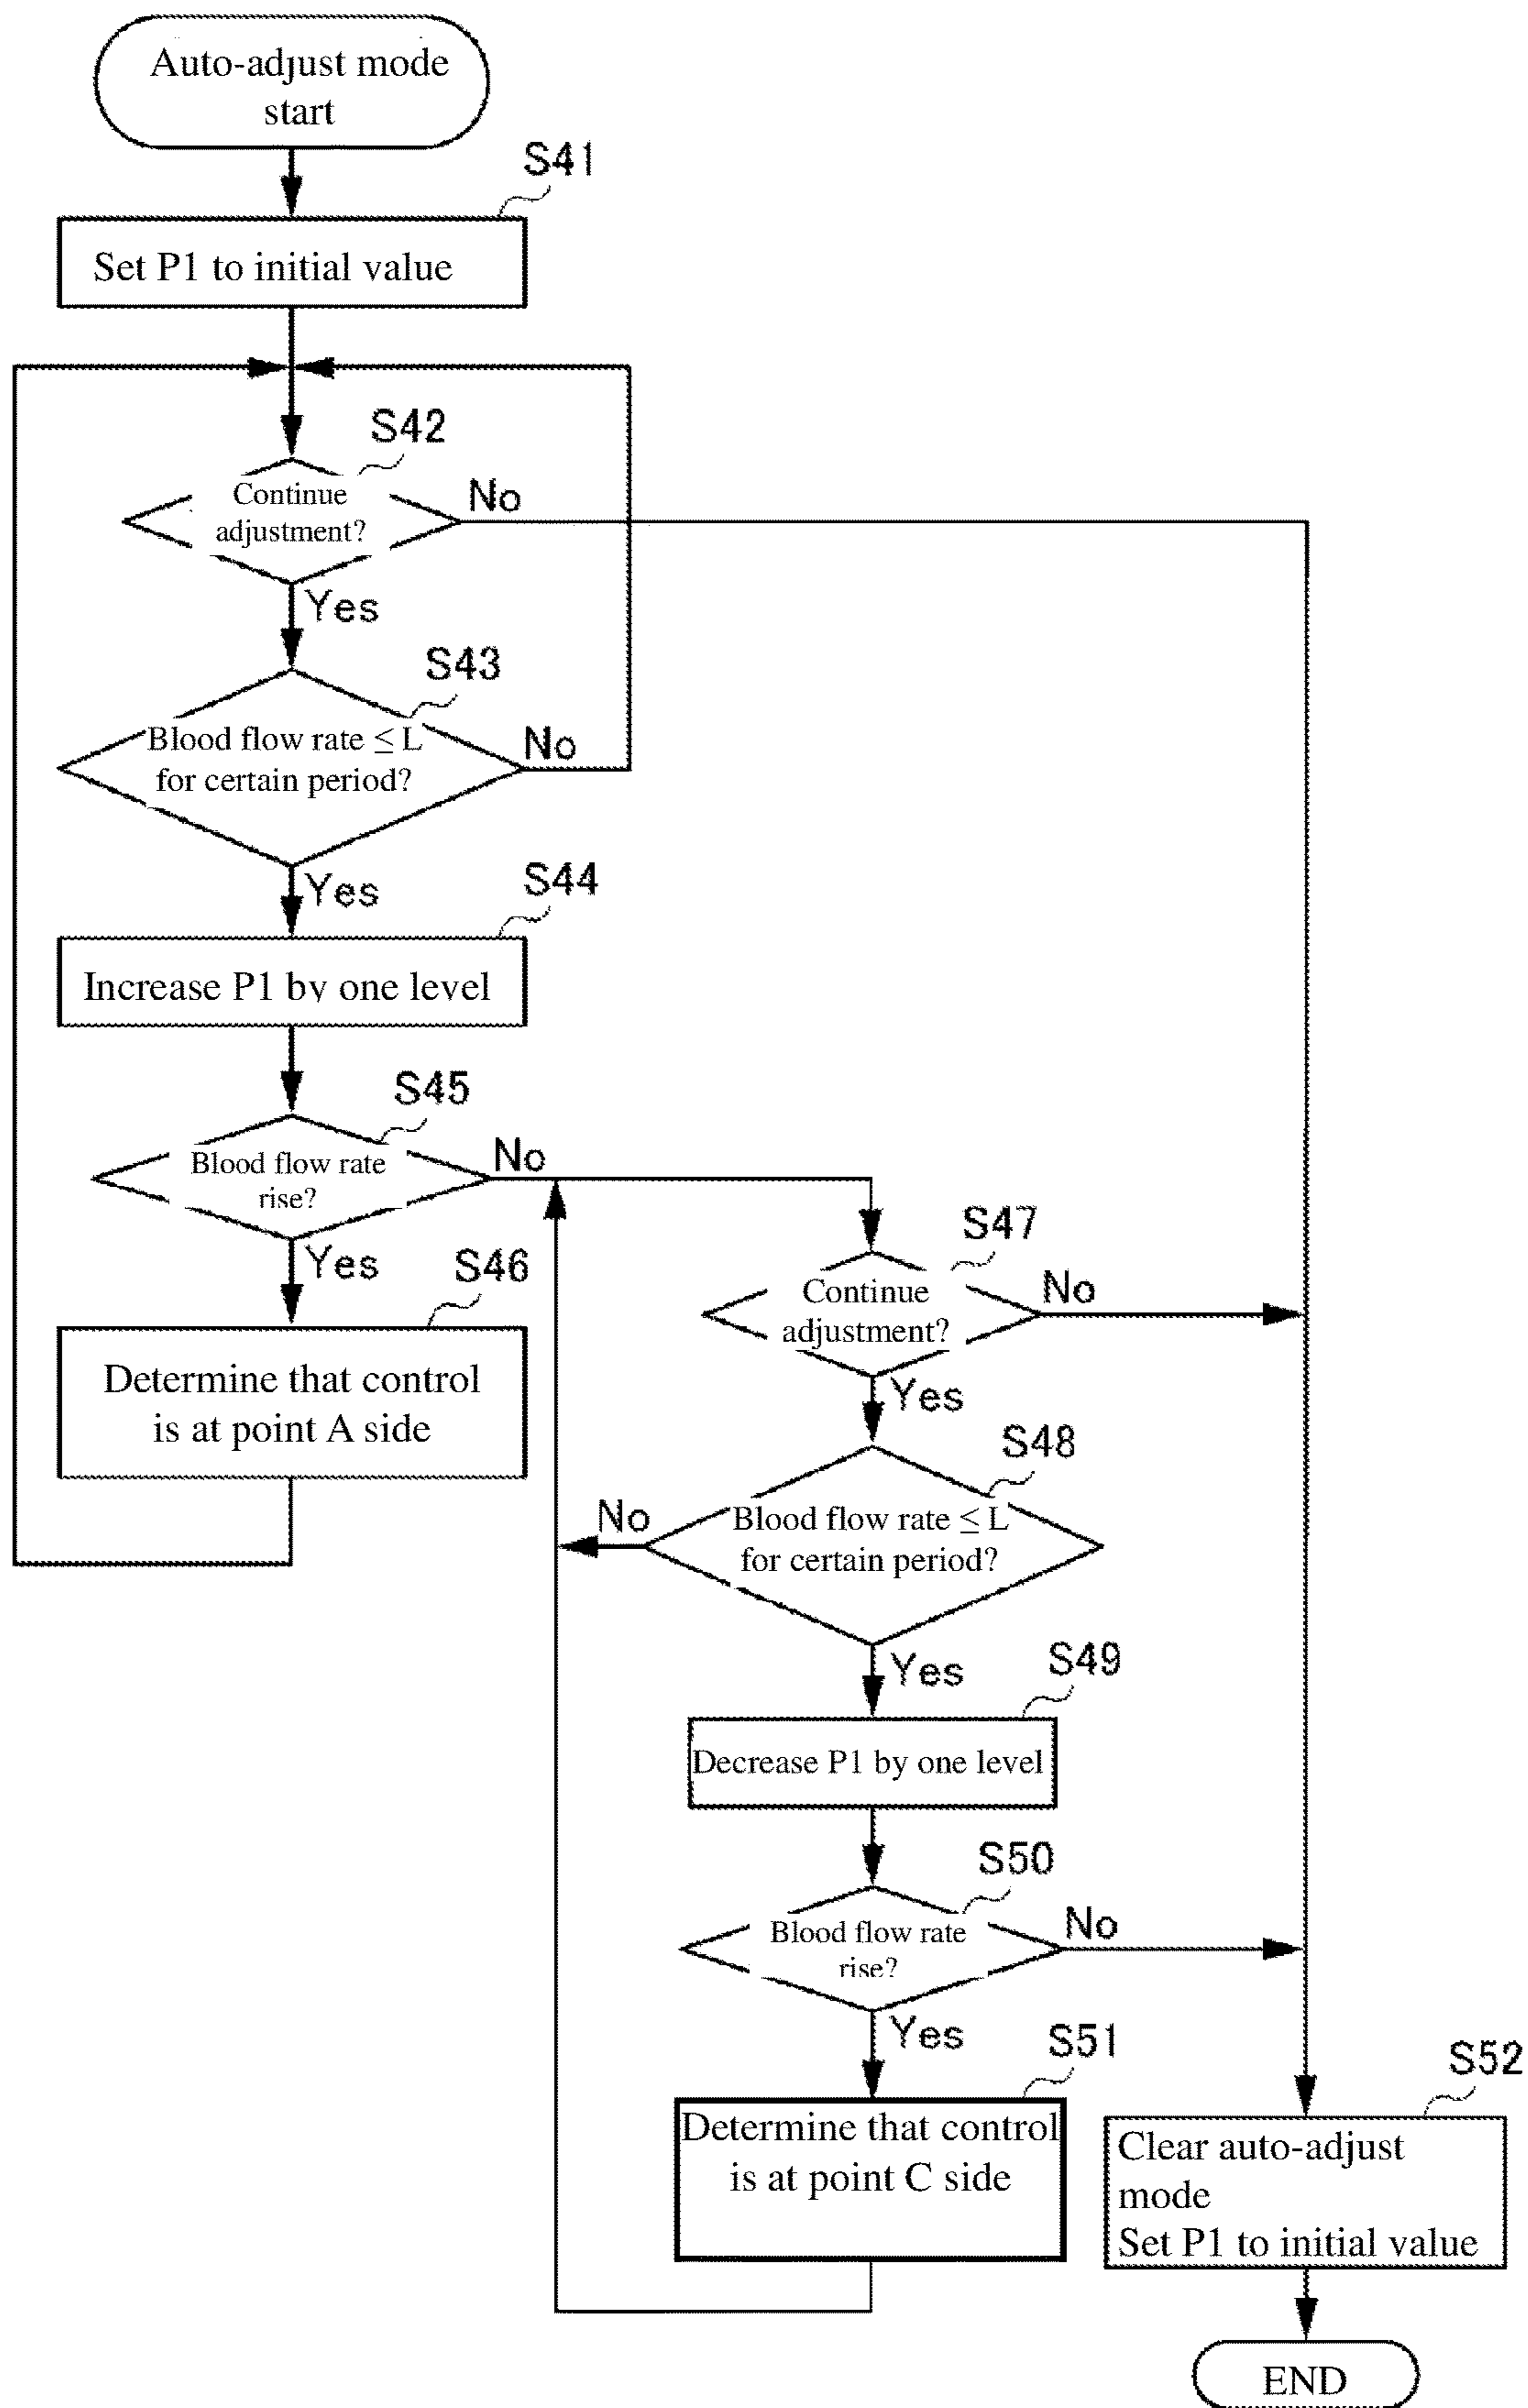 Auto-adjust mode
start
S41
Set P1 to initial value
S42
Continue
adjustment?
No
Yes
S43
Blood flow rate ≤ L
for certain period?
No
Yes
S44
Increase P1 by one level
S45
Blood flow rate
rise?
No
Yes
S46
Determine that control
is at point A side
S47
Continue
adjustment?
No
Yes
S48
Blood flow rate ≤ L
for certain period?
No
Yes
S49
Decrease P1 by one level
S50
Blood flow rate
rise?
No
Yes
S51
Determine that control
is at point C side
S52
Clear auto-adjust
mode
Set P1 to initial value
END